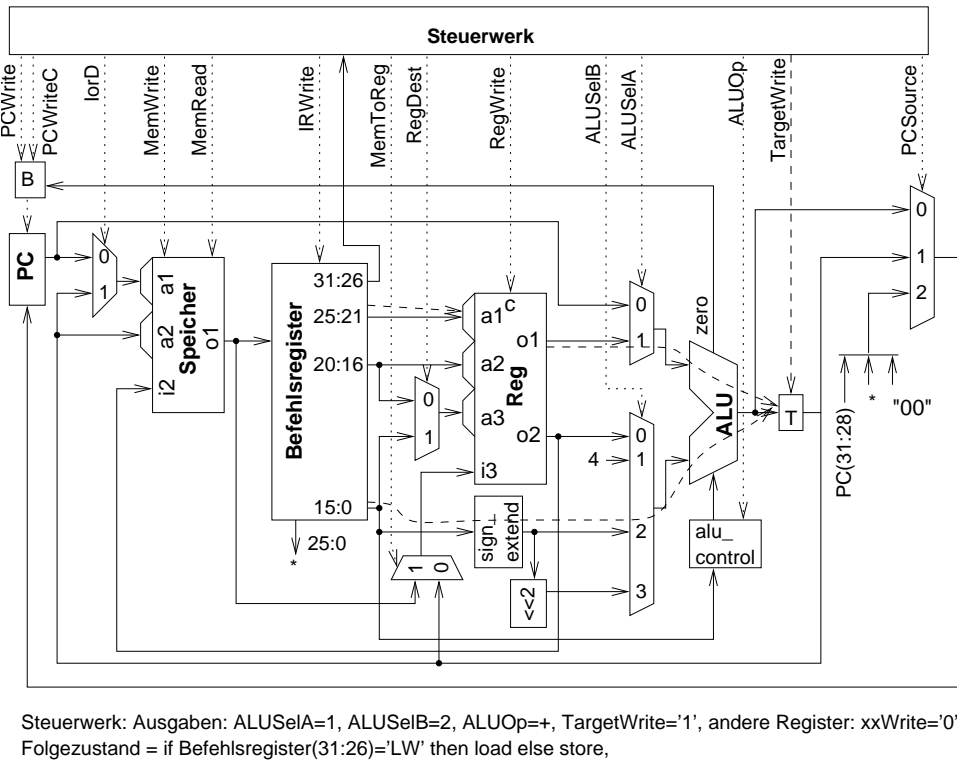 Steuerwerk
PCWrite
PCWriteC
IorD
MemWrite
MemRead
IRWrite
MemToReg
RegDest
RegWrite
ALUSelB
ALUSelA
ALUOp
TargetWrite
PCSource
B
PC
0
1
a1
a2
i2
o1
Speicher
Befehlsregister
31:26
25:21
20:16
15:0
25:0
*
0
1
a1
c
a2
a3
i3
o1
o2
Reg
1
0
sign_
extend
<<2
0
1
4
0
1
2
3
zero
ALU
alu_
control
T
0
1
2
PC(31:28)
*
"00"
Steuerwerk: Ausgaben: ALUSelA=1, ALUSelB=2, ALUOp=+, TargetWrite='1', andere Register: xxWrite='0'
Folgezustand = if Befehlsregister(31:26)='LW' then load else store,